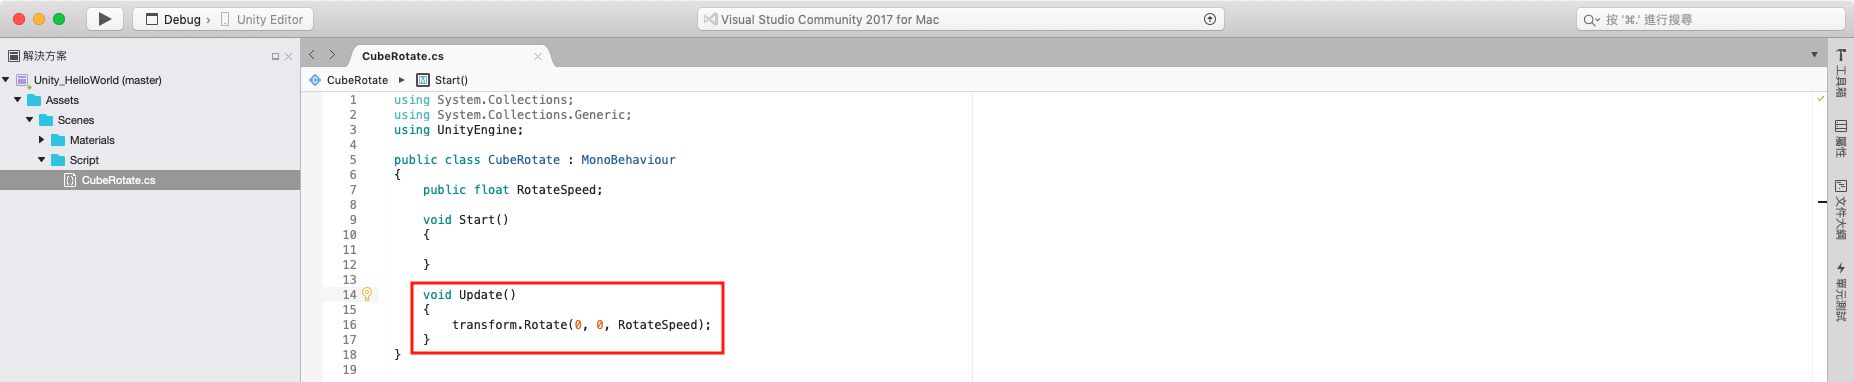 Debug › Unity Editor
Visual Studio Community 2017 for Mac
按 '⌘.' 進行搜尋
解決方案
Unity_HelloWorld (master)
Assets
Scenes
Materials
Script
CubeRotate.cs
CubeRotate.cs
CubeRotate ▸ Start()
1 using System.Collections;
2 using System.Collections.Generic;
3 using UnityEngine;
4
5 public class CubeRotate : MonoBehaviour
6 {
7 public float RotateSpeed;
8
9 void Start()
10 {
11
12 }
13
14 void Update()
15 {
16 transform.Rotate(0, 0, RotateSpeed);
17 }
18 }
19
工具箱
屬性
文件大綱
單元測試